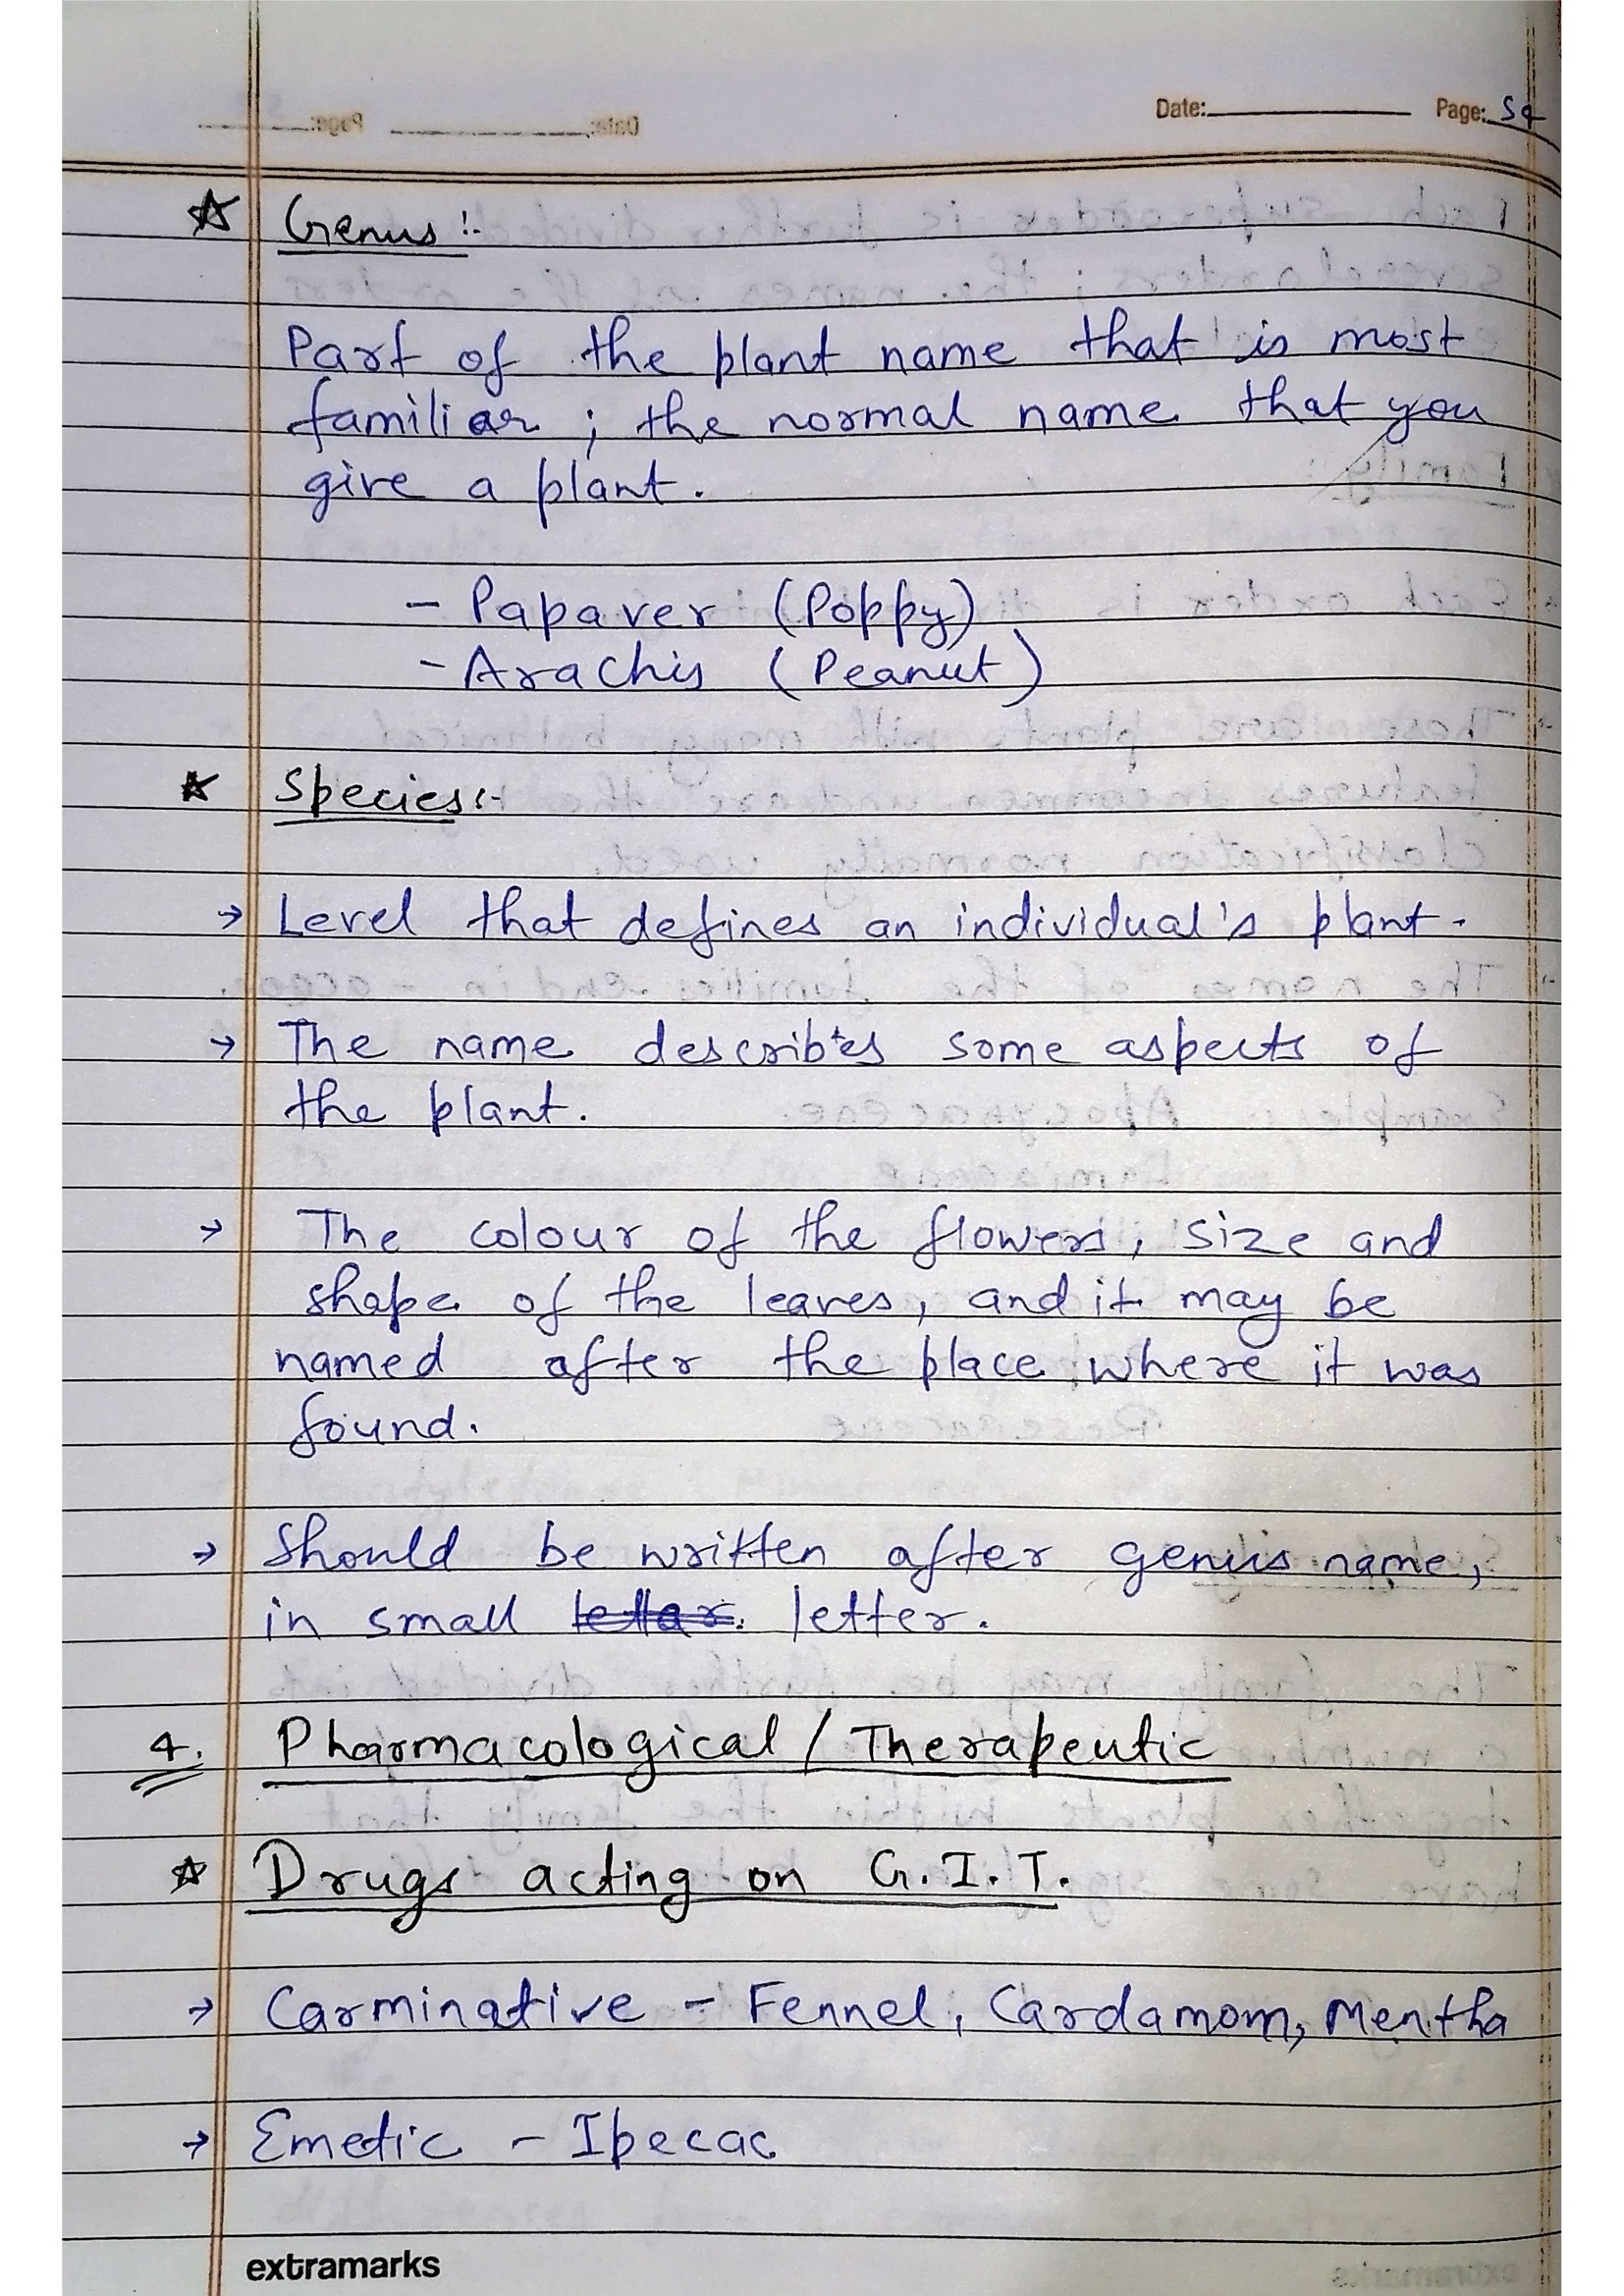 Date: Page: 59
☆ Genus :-
Part of the plant name that is most
familiar ; the normal name that you
give a plant.
- Papaver (Poppy)
- Arachis (Peanut)
☆ Species :-
→ Level that defines an individual's plant.
→ The name describes some aspects of
the plant.
→ The colour of the flowers, size and
shape of the leaves, and it may be
named after the place where it was
found.
→ Should be written after genus name,
in small letter.
4. Pharmacological / Therapeutic
☆ Drugs acting on G.I.T.
→ Carminative - Fennel, Cardamom, Mentha
→ Emetic - Ipecac
extramarks